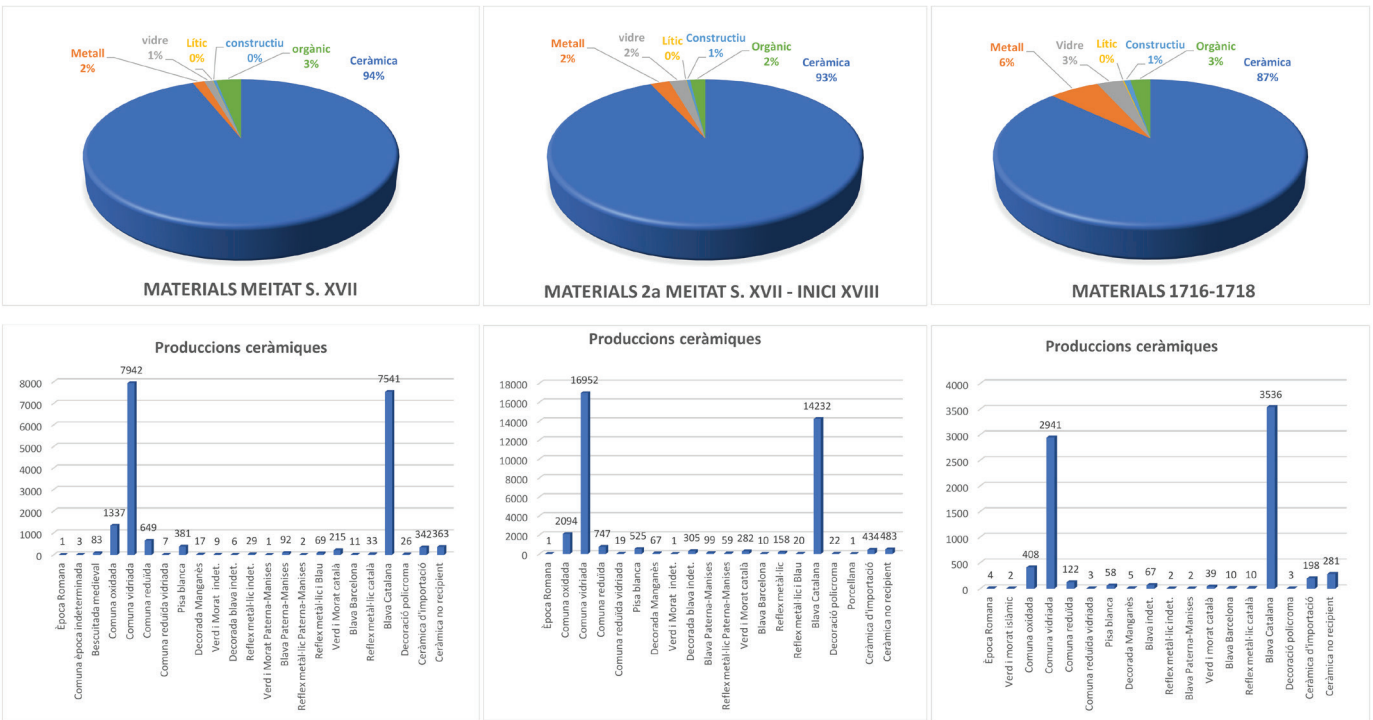 Metall
2%
vidre
1%
Lític
0%
constructiu
0%
orgànic
3%
Ceràmica
94%
MATERIALS MEITAT S. XVII
Metall
2%
vidre
2%
Lític
0%
Constructiu
1%
Orgànic
2%
Ceràmica
93%
MATERIALS 2a MEITAT S. XVII - INICI XVIII
Metall
6%
Vidre
3%
Lític
0%
Constructiu
1%
Orgànic
3%
Ceràmica
87%
MATERIALS 1716-1718
Produccions ceràmiques
8000
7000
6000
5000
4000
3000
2000
1000
0
1
3
83
1337
7942
649
7
381
17
9
6
29
1
92
2
69
215
11
33
7541
26
342
363
Època Romana
Comuna època indeterminada
Bescuitada medieval
Comuna oxidada
Comuna vidriada
Comuna reduïda
Comuna reduïda vidriada
Pisa blanca
Decorada Manganès
Verd i Morat indet.
Decorada blava indet.
Reflex metàl·lic indet.
Verd i Morat Paterna-Manises
Blava Paterna-Manises
Reflex metàl·lic Paterna-Manises
Reflex metàl·lic i Blau
Verd i Morat català
Blava Barcelona
Reflex metàl·lic català
Blava Catalana
Decoració policroma
Ceràmica d'importació
Ceràmica no recipient
Produccions ceràmiques
18000
16000
14000
12000
10000
8000
6000
4000
2000
0
1
2094
16952
747
19
525
67
1
305
99
59
282
10
158
20
14232
22
1
434
483
Època Romana
Comuna oxidada
Comuna vidriada
Comuna reduïda
Comuna reduïda vidriada
Pisa blanca
Decorada Manganès
Verd i Morat indet.
Decorada blava indet.
Blava Paterna-Manises
Reflex metàl·lic Paterna-Manises
Verd i Morat català
Blava Barcelona
Reflex metàl·lic
Reflex metàl·lic i Blau
Blava Catalana
Decoració policroma
Porcellana
Ceràmica d'importació
Ceràmica no recipient
Produccions ceràmiques
4000
3500
3000
2500
2000
1500
1000
500
0
4
2
408
2941
122
3
58
5
67
2
2
39
10
10
3536
3
198
281
Època Romana
Verd i morat islàmic
Comuna oxidada
Comuna vidriada
Comuna reduïda
Comuna reduïda vidriada
Pisa blanca
Decorada Manganès
Blava indet.
Reflex metàl·lic indet.
Blava Paterna-Manises
Verd i morat català
Blava Barcelona
Reflex metàl·lic català
Blava Catalana
Decoració policroma
Ceràmica d'importació
Ceràmica no recipient